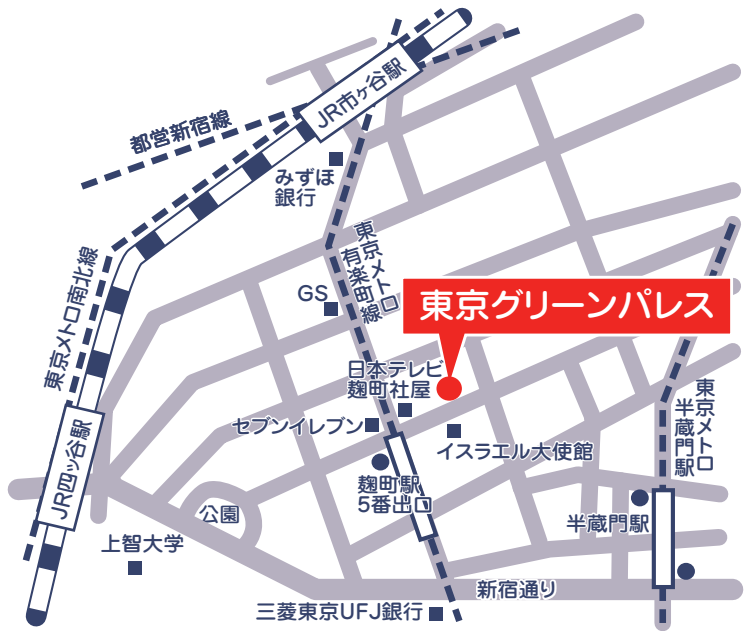 JR市ヶ谷駅
都営新宿線
みずほ
銀行
東京メトロ
有楽町線
東京メトロ南北線
GS
東京グリーンパレス
日本テレビ
麹町社屋
セブンイレブン
イスラエル大使館
東京メトロ
半蔵門駅
JR四ッ谷駅
麹町駅
5番出口
公園
半蔵門駅
上智大学
新宿通り
三菱東京UFJ銀行